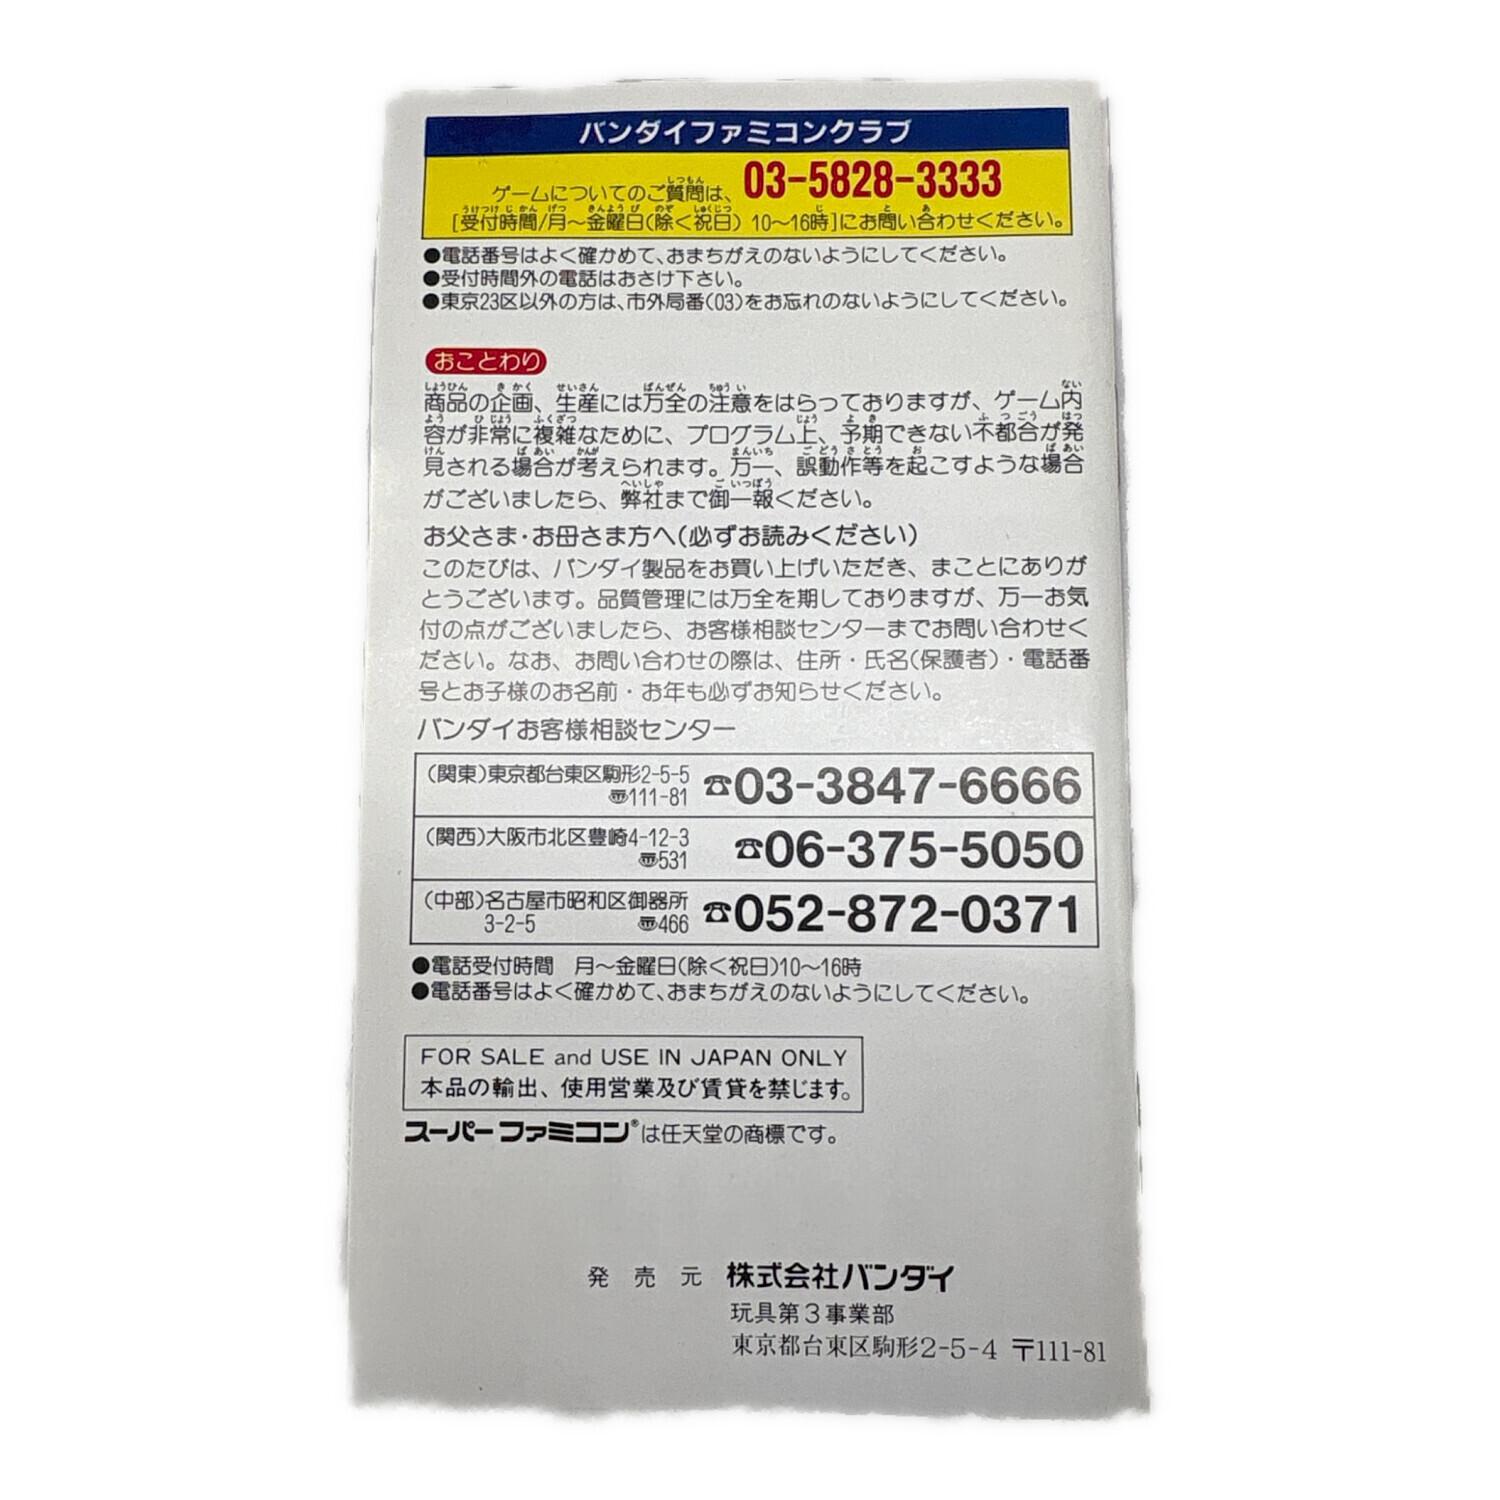 バンダイファミコンクラブ
ゲームについてのご質問は、03-5828-3333
[受付時間/月～金曜日(除く祝日) 10～16時]にお問い合わせください。
●電話番号はよく確かめて、おまちがえのないようにしてください。
●受付時間外の電話はおさけ下さい。
●東京23区以外の方は、市外局番(03)をお忘れのないようにしてください。
おことわり
商品の企画、生産には万全の注意をはらっておりますが、ゲーム内
容が非常に複雑なために、プログラム上、予期できない不都合が発
見される場合が考えられます。万一、誤動作等を起こすような場合
がございましたら、弊社まで御一報ください。
お父さま・お母さま方へ(必ずお読みください)
このたびは、バンダイ製品をお買い上げいただき、まことにありが
とうございます。品質管理には万全を期しておりますが、万一お気
付の点がございましたら、お客様相談センターまでお問い合わせく
ださい。なお、お問い合わせの際は、住所・氏名(保護者)・電話番
号とお子様のお名前・お年も必ずお知らせください。
バンダイお客様相談センター
(関東)東京都台東区駒形2-5-5 〠111-81 ☎03-3847-6666
(関西)大阪市北区豊崎4-12-3 〠531 ☎06-375-5050
(中部)名古屋市昭和区御器所3-2-5 〠466 ☎052-872-0371
●電話受付時間 月～金曜日(除く祝日)10～16時
●電話番号はよく確かめて、おまちがえのないようにしてください。
FOR SALE and USE IN JAPAN ONLY
本品の輸出、使用営業及び賃貸を禁じます。
スーパーファミコン®は任天堂の商標です。
発売元 株式会社バンダイ
玩具第3事業部
東京都台東区駒形2-5-4 〒111-81